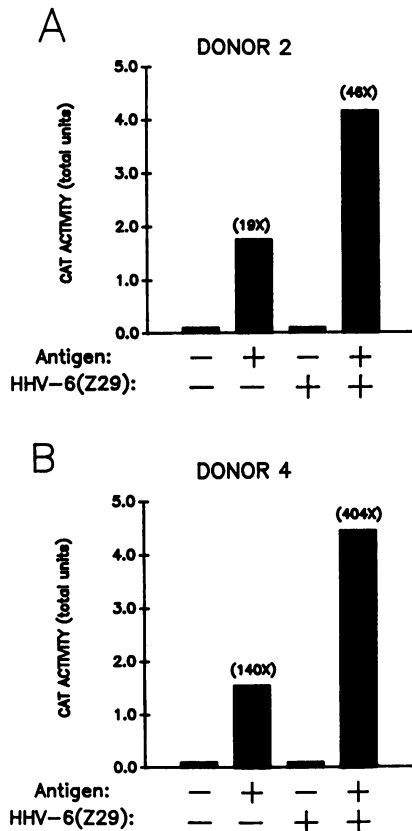 A
DONOR 2
CAT ACTIVITY (total units)
5.0
4.0
3.0
2.0
1.0
0.0
(19X)
(46X)
Antigen: — + — +
HHV-6(Z29): — — + +
B
DONOR 4
CAT ACTIVITY (total units)
5.0
4.0
3.0
2.0
1.0
0.0
(140X)
(404X)
Antigen: — + — +
HHV-6(Z29): — — + +